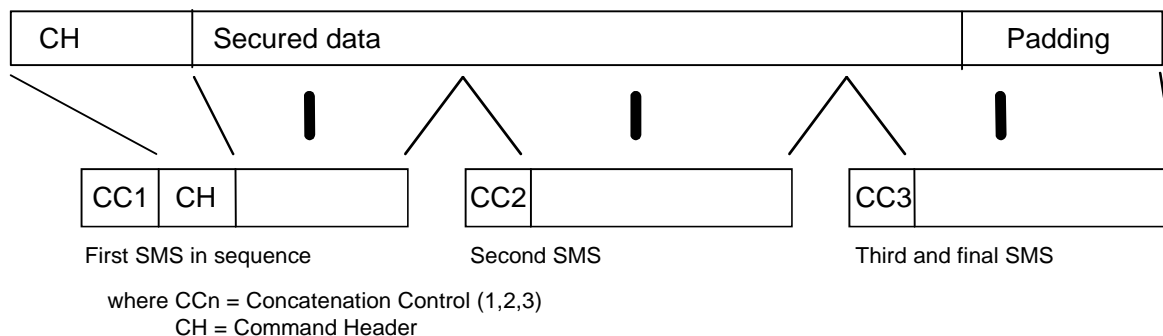 CH Secured data Padding
CC1 CH CC2 CC3
First SMS in sequence Second SMS Third and final SMS
where CCn = Concatenation Control (1,2,3)
CH = Command Header